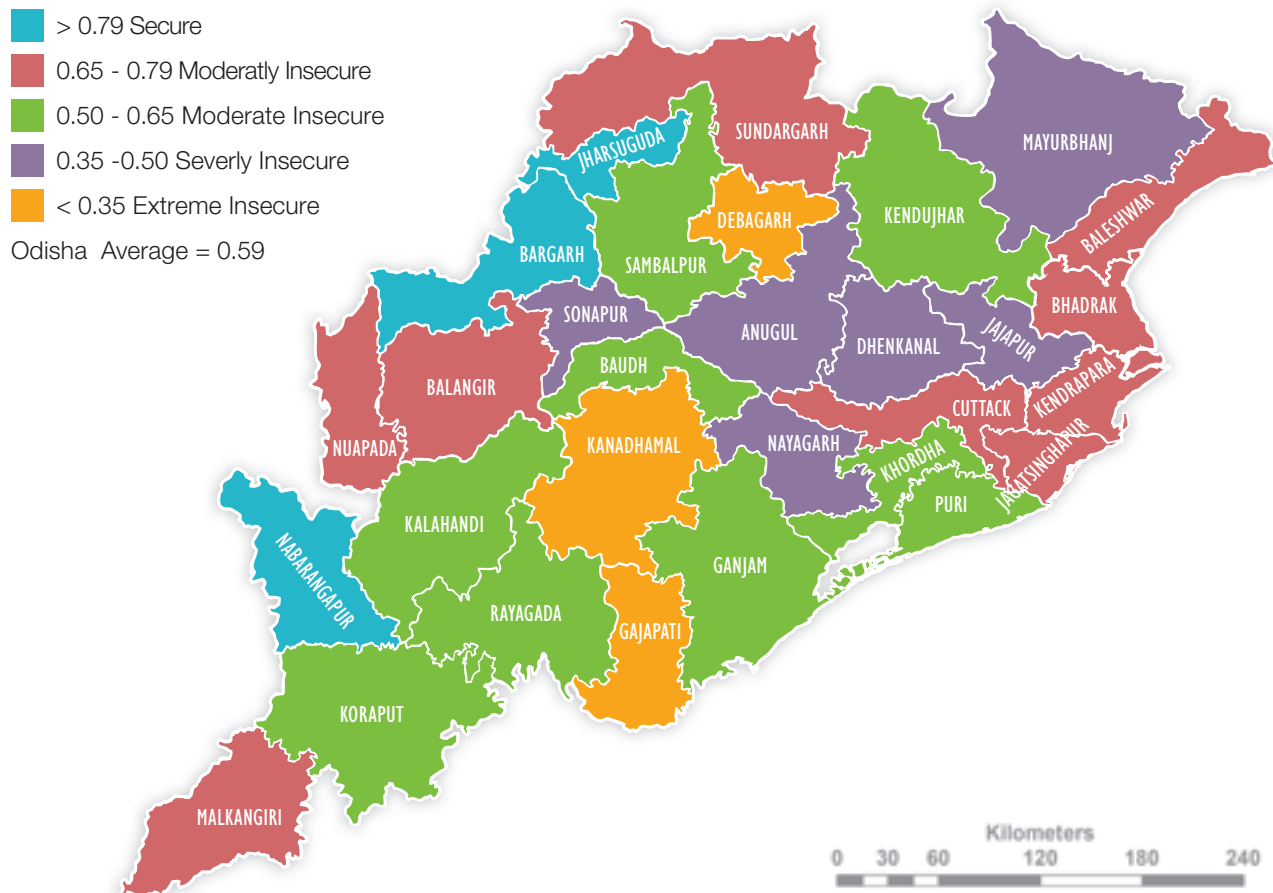 > 0.79 Secure
0.65 - 0.79 Moderatly Insecure
0.50 - 0.65 Moderate Insecure
0.35 -0.50 Severly Insecure
< 0.35 Extreme Insecure
Odisha Average = 0.59
SUNDARGARH
JHARSUGUDA
MAYURBHANJ
DEBAGARH
KENDUJHAR
BALESHWAR
BARGARH
SAMBALPUR
BHADRAK
SONAPUR
ANUGUL
DHENKANAL
JAJAPUR
BAUDH
BALANGIR
KENDRAPARA
CUTTACK
NUAPADA
KANADHAMAL
NAYAGARH
KHORDHA
JAGATSINGHAPUR
PURI
KALAHANDI
NABARANGAPUR
GANJAM
RAYAGADA
GAJAPATI
KORAPUT
MALKANGIRI
Kilometers
0 30 60 120 180 240